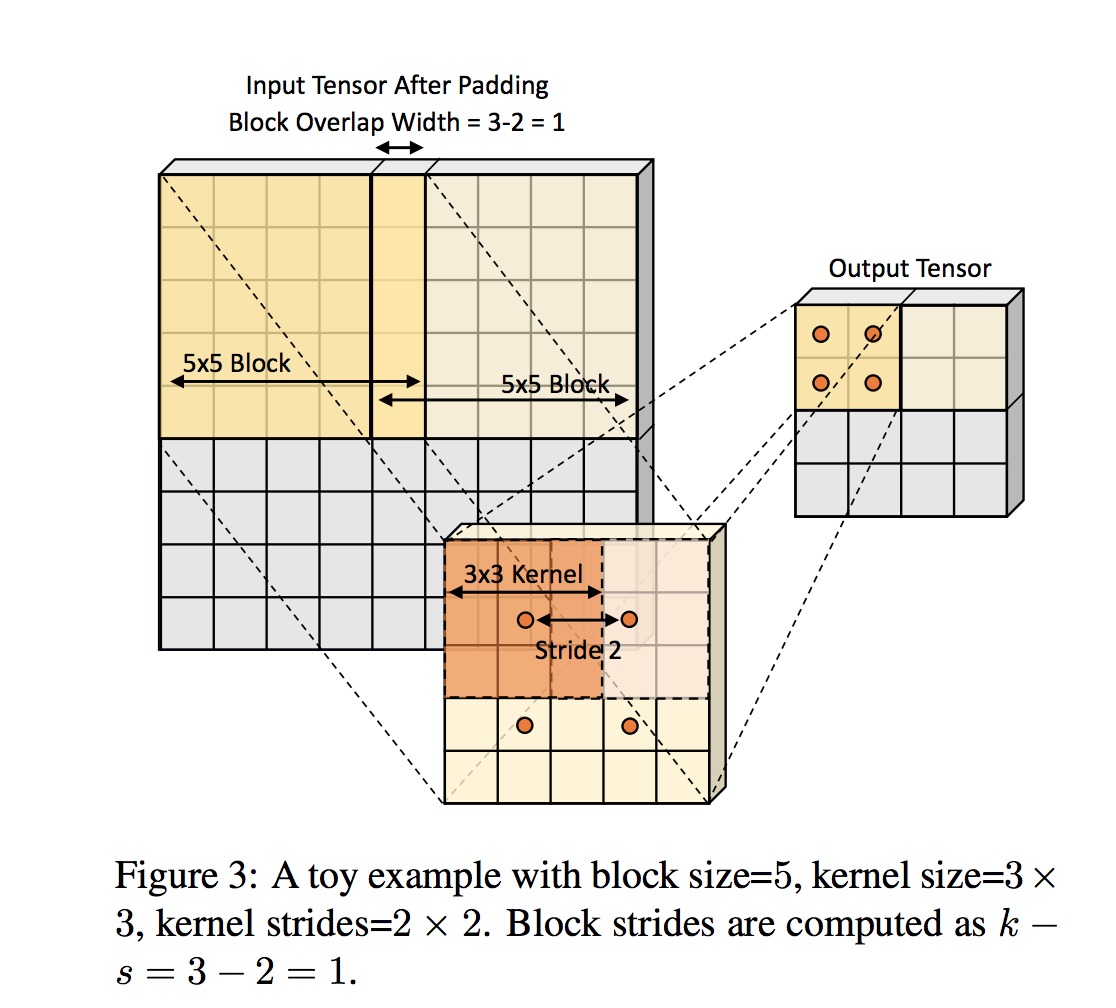 Input Tensor After Padding
Block Overlap Width = 3-2 = 1
Output Tensor
5x5 Block
5x5 Block
3x3 Kernel
Stride 2
Figure 3: A toy example with block size=5, kernel size=3 ×
3, kernel strides=2 × 2. Block strides are computed as k −
s = 3 − 2 = 1.